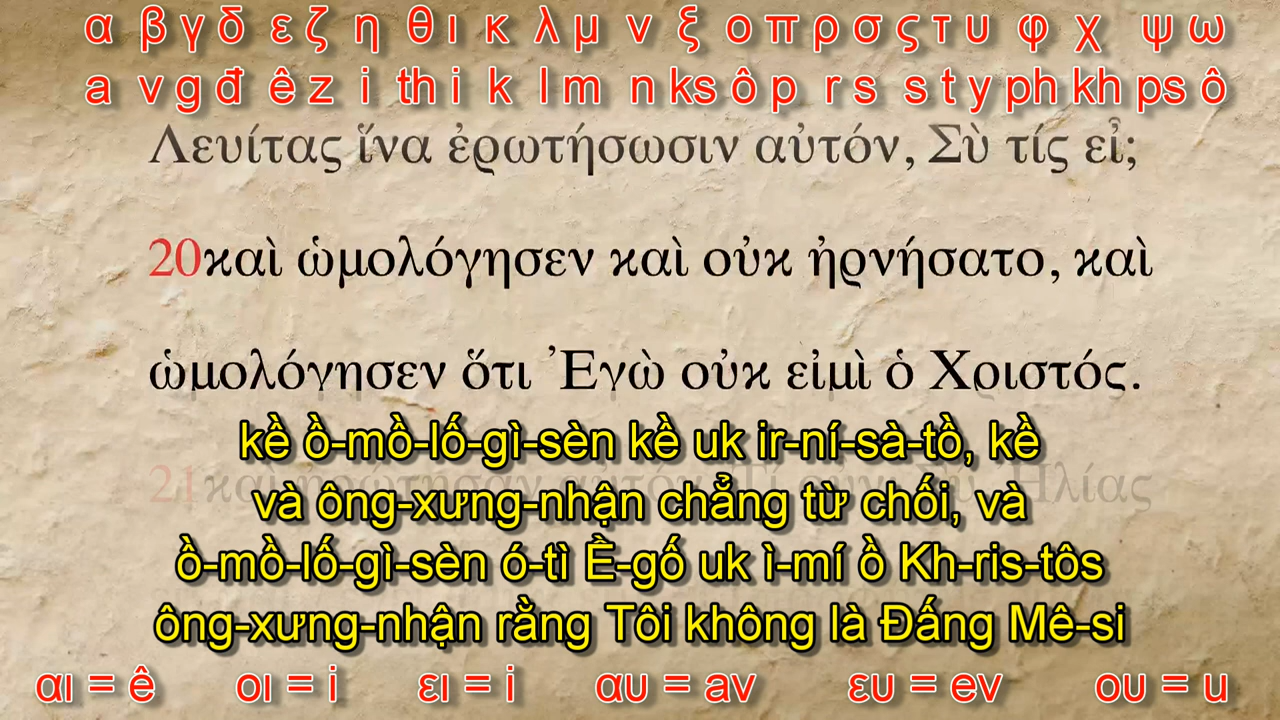 α β γ δ ε ζ η θ ι κ λ μ ν ξ ο π ρ σ ς τ υ φ χ ψ ω
a v g đ ê z i th i k l m n ks ô p r s s t y ph kh ps ô
Λευίτας ἵνα ἐρωτήσωσιν αὐτόν, Σὺ τίς εἶ;
20καὶ ὡμολόγησεν καὶ οὐκ ἠρνήσατο, καὶ
ὡμολόγησεν ὅτι Ἐγὼ οὐκ εἰμὶ ὁ Χριστός.
kề ồ-mồ-lố-gì-sèn kề uk ir-ní-sà-tồ, kề
21καὶ Ἠλίας
và ông-xưng-nhận chẳng từ chối, và
ồ-mồ-lố-gì-sèn ó-tì Ề-gố uk ì-mí ồ Kh-ris-tôs
ông-xưng-nhận rằng Tôi không là Đấng Mê-si
αι = ê οι = i ει = i αυ = av ευ = ev ου = u